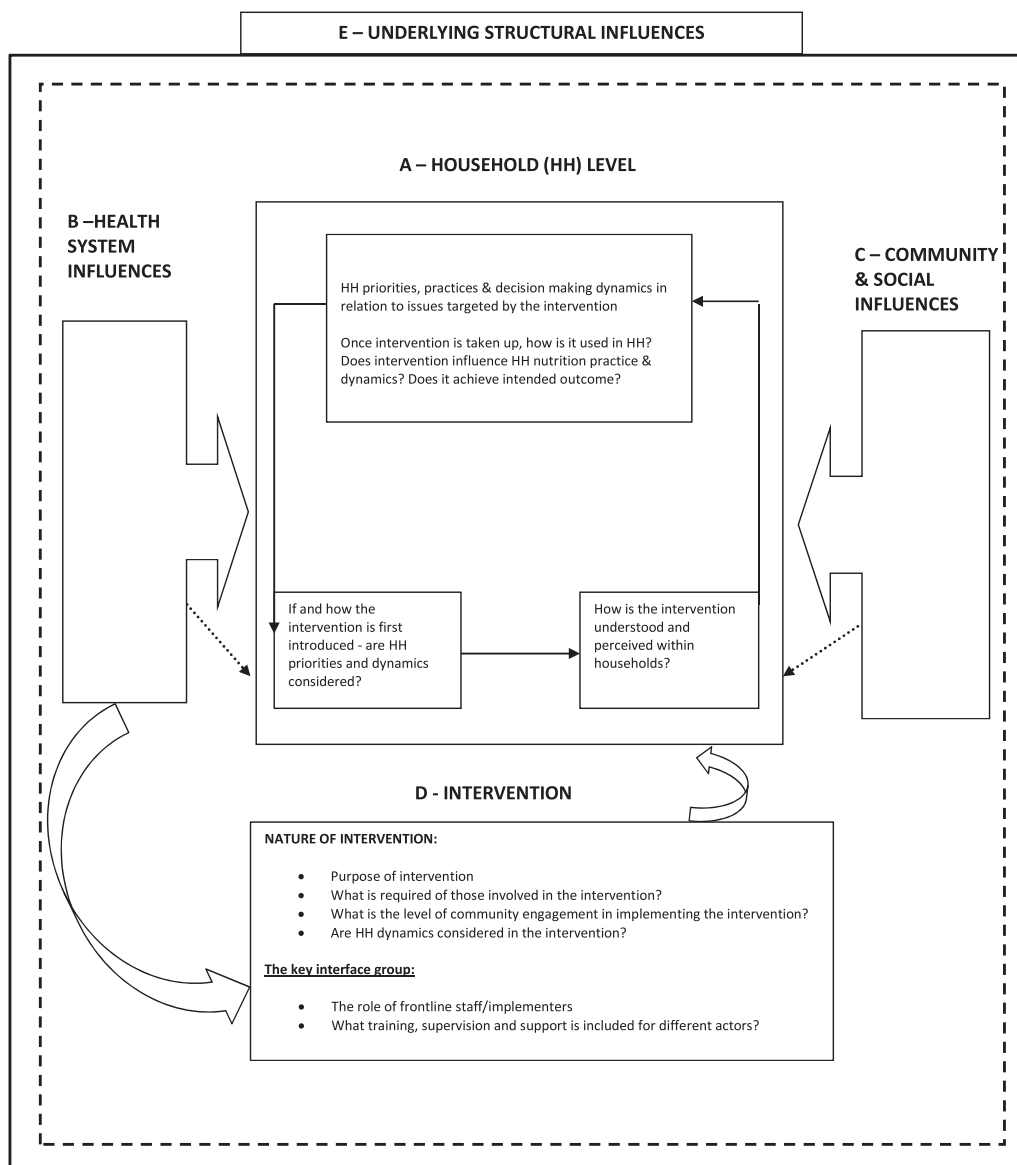 E – UNDERLYING STRUCTURAL INFLUENCES
A – HOUSEHOLD (HH) LEVEL
B –HEALTH
SYSTEM
INFLUENCES
C – COMMUNITY
& SOCIAL
INFLUENCES
HH priorities, practices & decision making dynamics in
relation to issues targeted by the intervention
Once intervention is taken up, how is it used in HH?
Does intervention influence HH nutrition practice &
dynamics? Does it achieve intended outcome?
If and how the
intervention is first
introduced - are HH
priorities and dynamics
considered?
How is the intervention
understood and
perceived within
households?
D - INTERVENTION
NATURE OF INTERVENTION:
• Purpose of intervention
• What is required of those involved in the intervention?
• What is the level of community engagement in implementing the intervention?
• Are HH dynamics considered in the intervention?
The key interface group:
• The role of frontline staff/implementers
• What training, supervision and support is included for different actors?